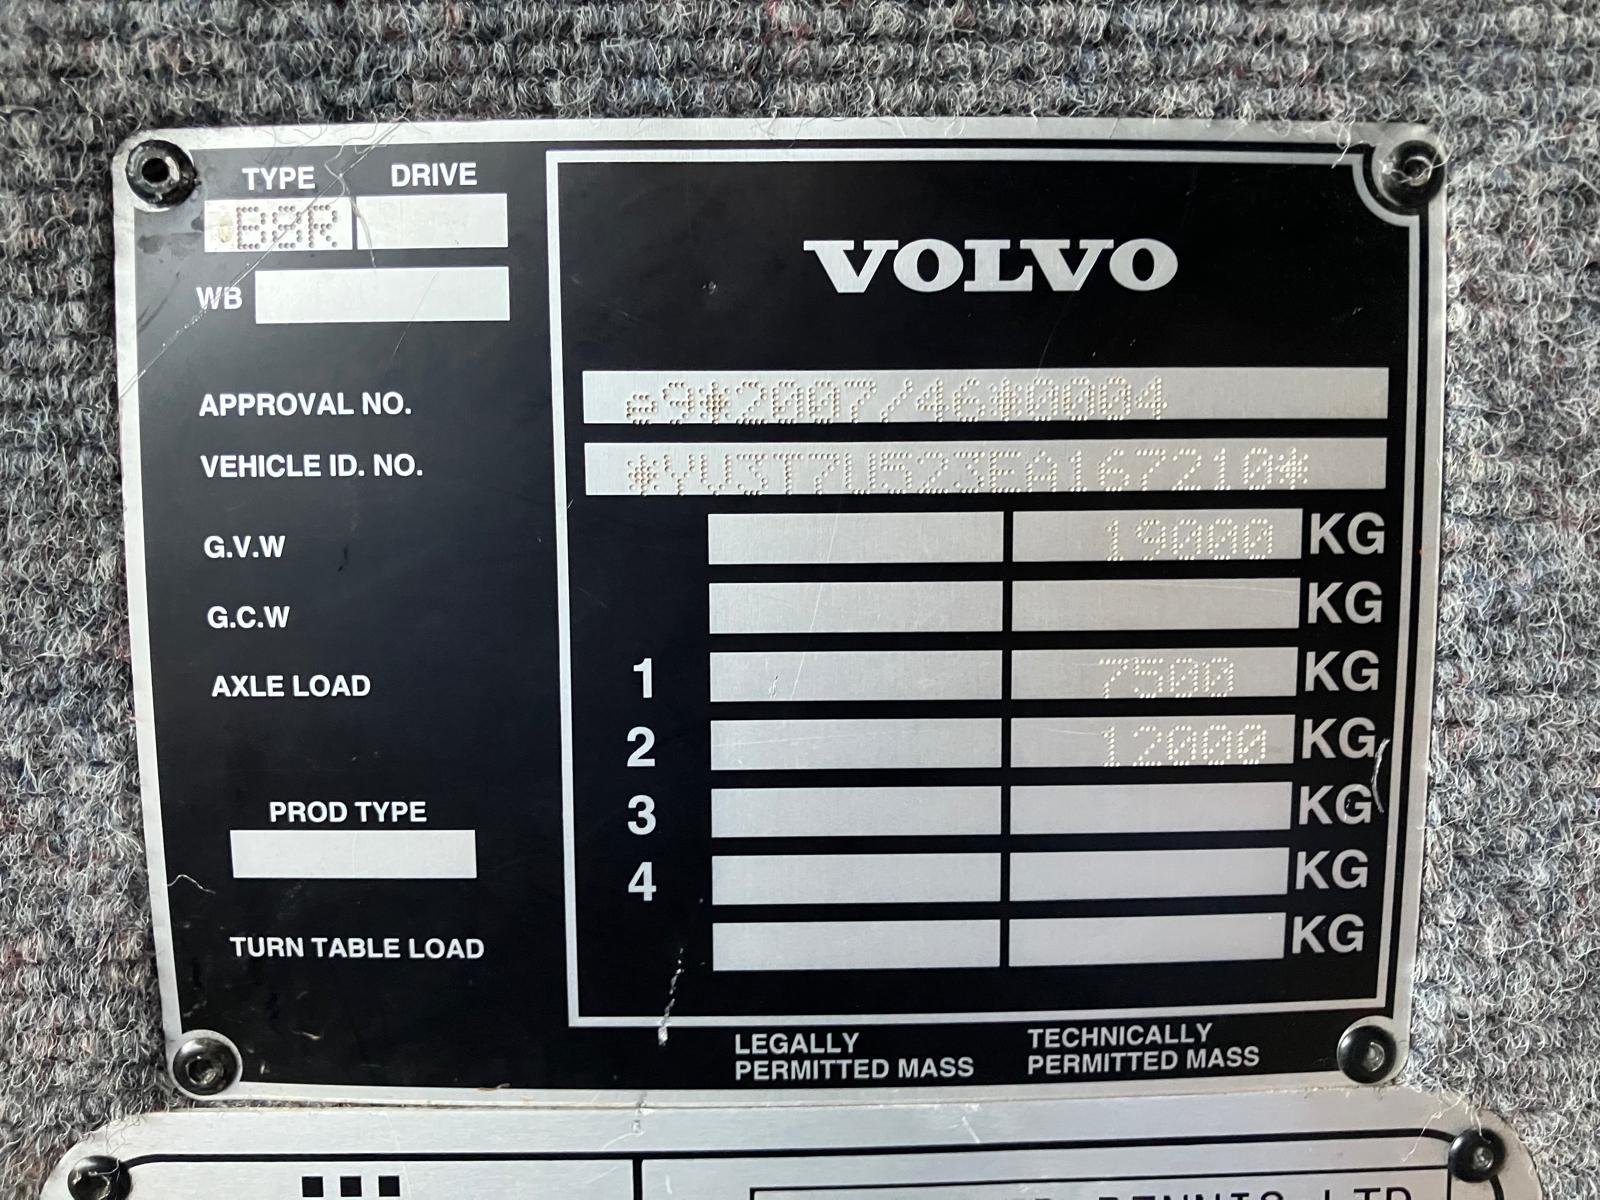 TYPE DRIVE
B8R
WB
VOLVO
APPROVAL NO. e9*2007/46*0004
VEHICLE ID. NO. *YV3T7U523EA167210*
G.V.W 19000 KG
G.C.W KG
AXLE LOAD 1 7500 KG
2 12000 KG
3 KG
PROD TYPE
4 KG
TURN TABLE LOAD KG
LEGALLY PERMITTED MASS
TECHNICALLY PERMITTED MASS
DENNIS LTD